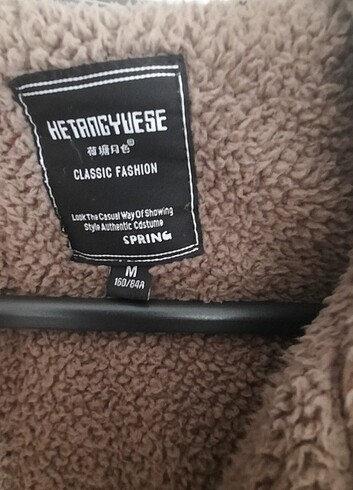 HETANGYUESE
荷塘月色®
CLASSIC FASHION
Look The Casual Way Of Showing
Style Authentic Cdstume
SPRING
M
160/84A